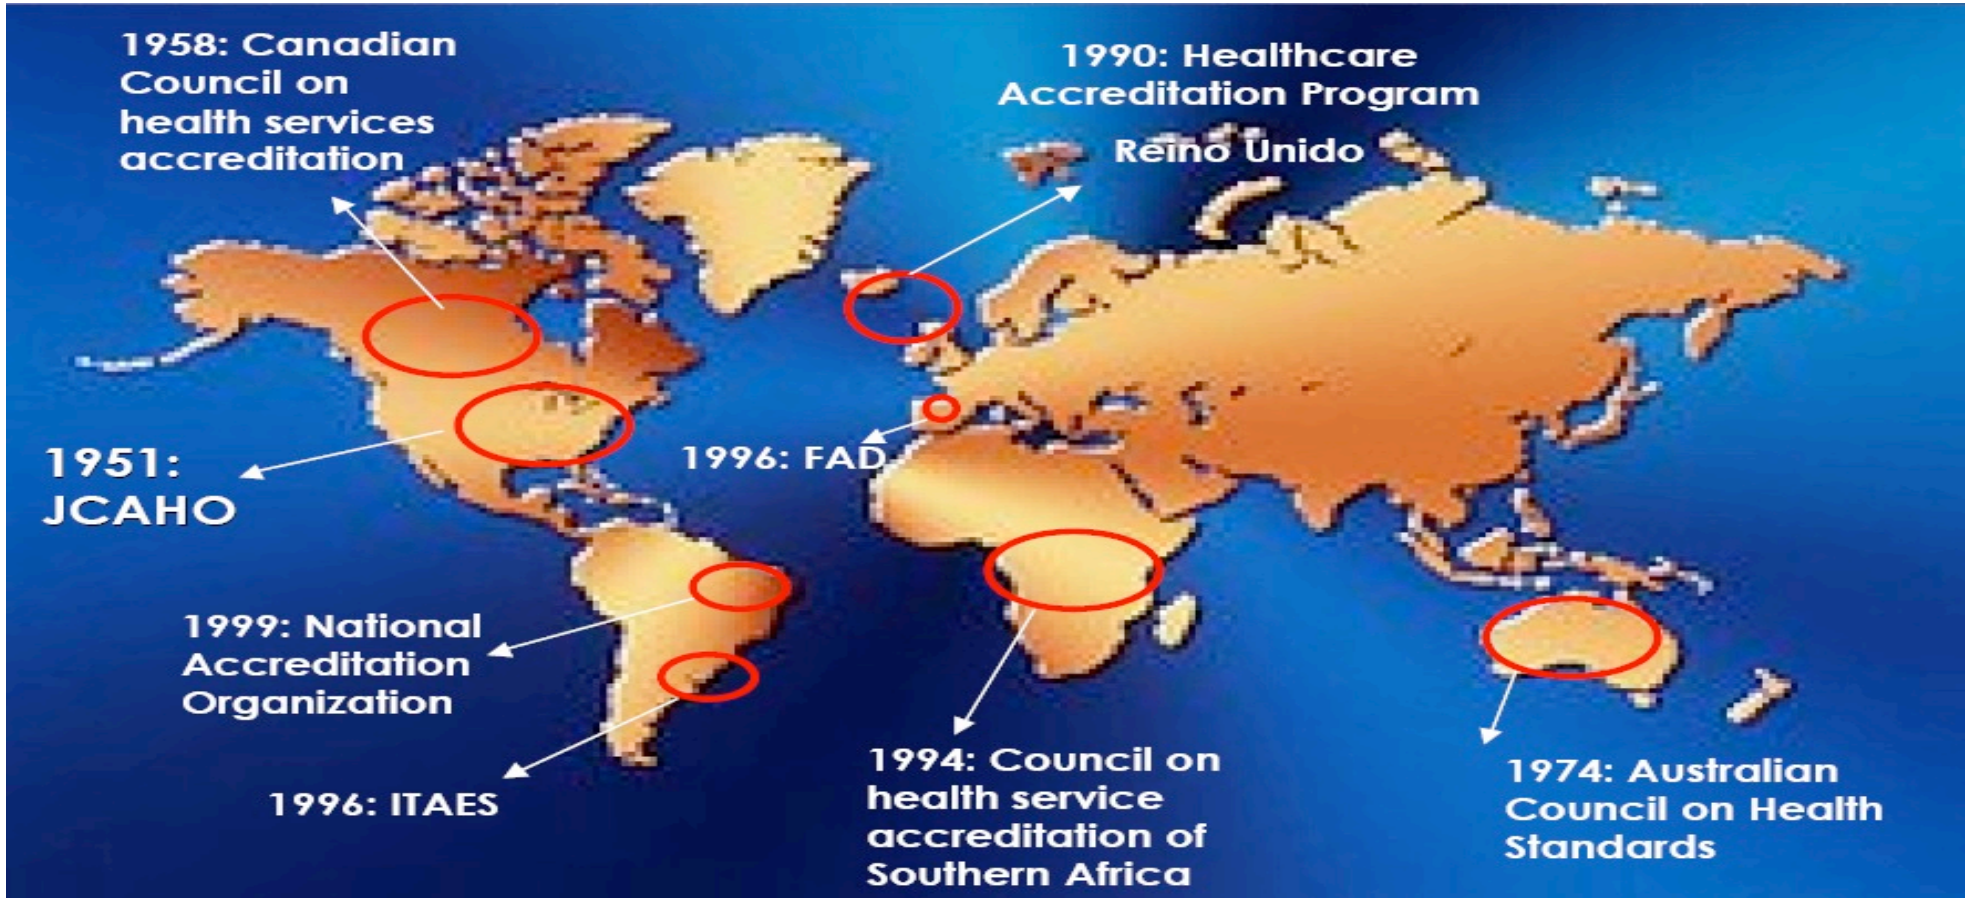 1958: Canadian
Council on
health services
accreditation
1990: Healthcare
Accreditation Program
Reino Unido
1951:
JCAHO
1996: FAD
1999: National
Accreditation
Organization
1996: ITAES
1994: Council on
health service
accreditation of
Southern Africa
1974: Australian
Council on Health
Standards